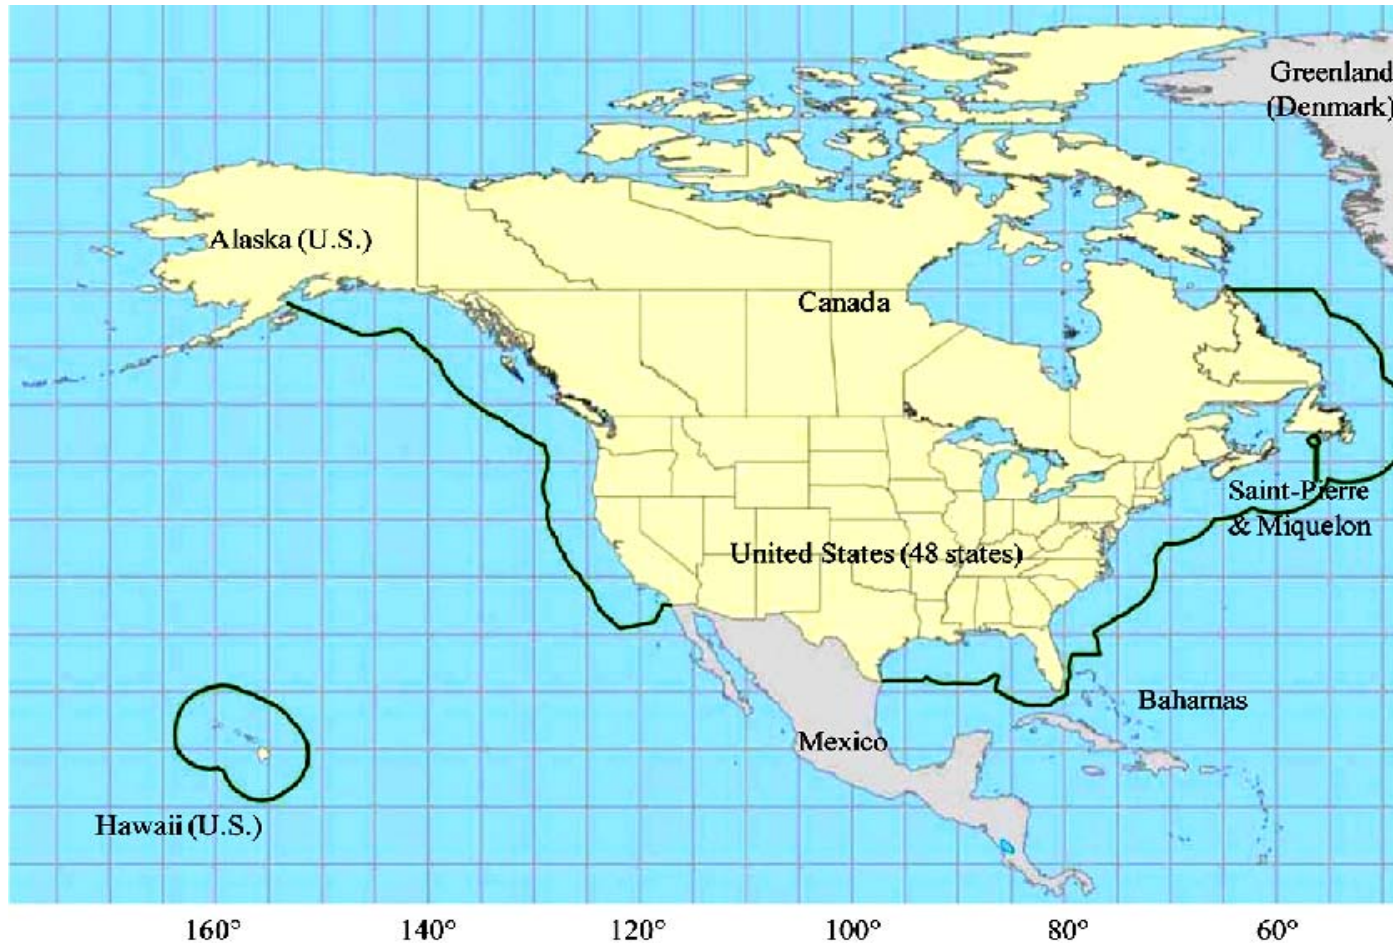 Greenland
(Denmark)
Alaska (U.S.)
Canada
Saint-Pierre
& Miquelon
United States (48 states)
Bahamas
Mexico
Hawaii (U.S.)
160° 140° 120° 100° 80° 60°